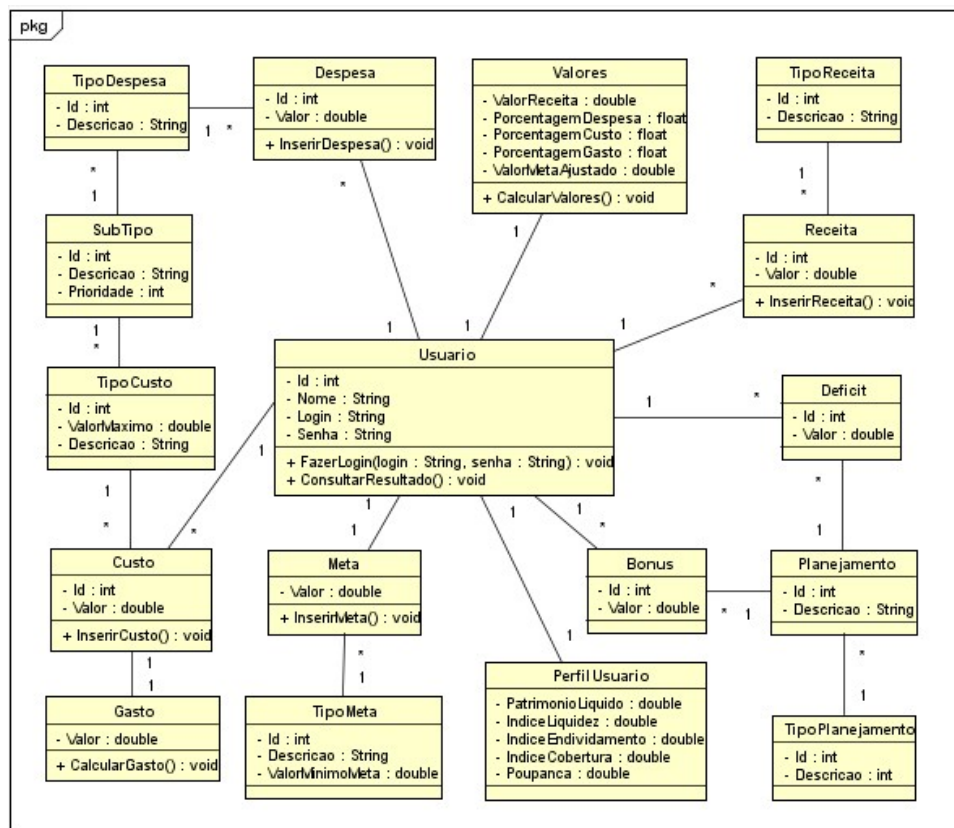 pkg
TipoDespesa
- Id : int
- Descricao : String
1 *
Despesa
- Id : int
- Valor : double
+ InserirDespesa() : void
*
Valores
- ValorReceita : double
- PorcentagemDespesa : float
- PorcentagemCusto : float
- PorcentagemGasto : float
- ValorMetaAjustado : double
+ CalcularValores() : void
1
TipoReceita
- Id : int
- Descricao : String
1
*
*
1
SubTipo
- Id : int
- Descricao : String
- Prioridade : int
1
*
Receita
- Id : int
- Valor : double
+ InserirReceita() : void
*
1
1
1
TipoCusto
- Id : int
- ValorMaximo : double
- Descricao : String
1
*
Usuario
- Id : int
- Nome : String
- Login : String
- Senha : String
+ FazerLogin(login : String, senha : String) : void
+ ConsultarResultado() : void
1
*
1
*
Deficit
- Id : int
- Valor : double
*
1
1
1
1
1
*
Custo
- Id : int
- Valor : double
+ InserirCusto() : void
1
1
Meta
- Valor : double
+ InserirMeta() : void
*
1
Bonus
- Id : int
- Valor : double
* 1
Planejamento
- Id : int
- Descricao : String
*
1
1
Gasto
- Valor : double
+ CalcularGasto() : void
TipoMeta
- Id : int
- Descricao : String
- ValorMinimoMeta : double
Perfil Usuario
- PatrimonioLiquido : double
- IndiceLiquidez : double
- IndiceEndividamento : double
- IndiceCobertura : double
- Poupanca : double
TipoPlanejamento
- Id : int
- Descricao : int